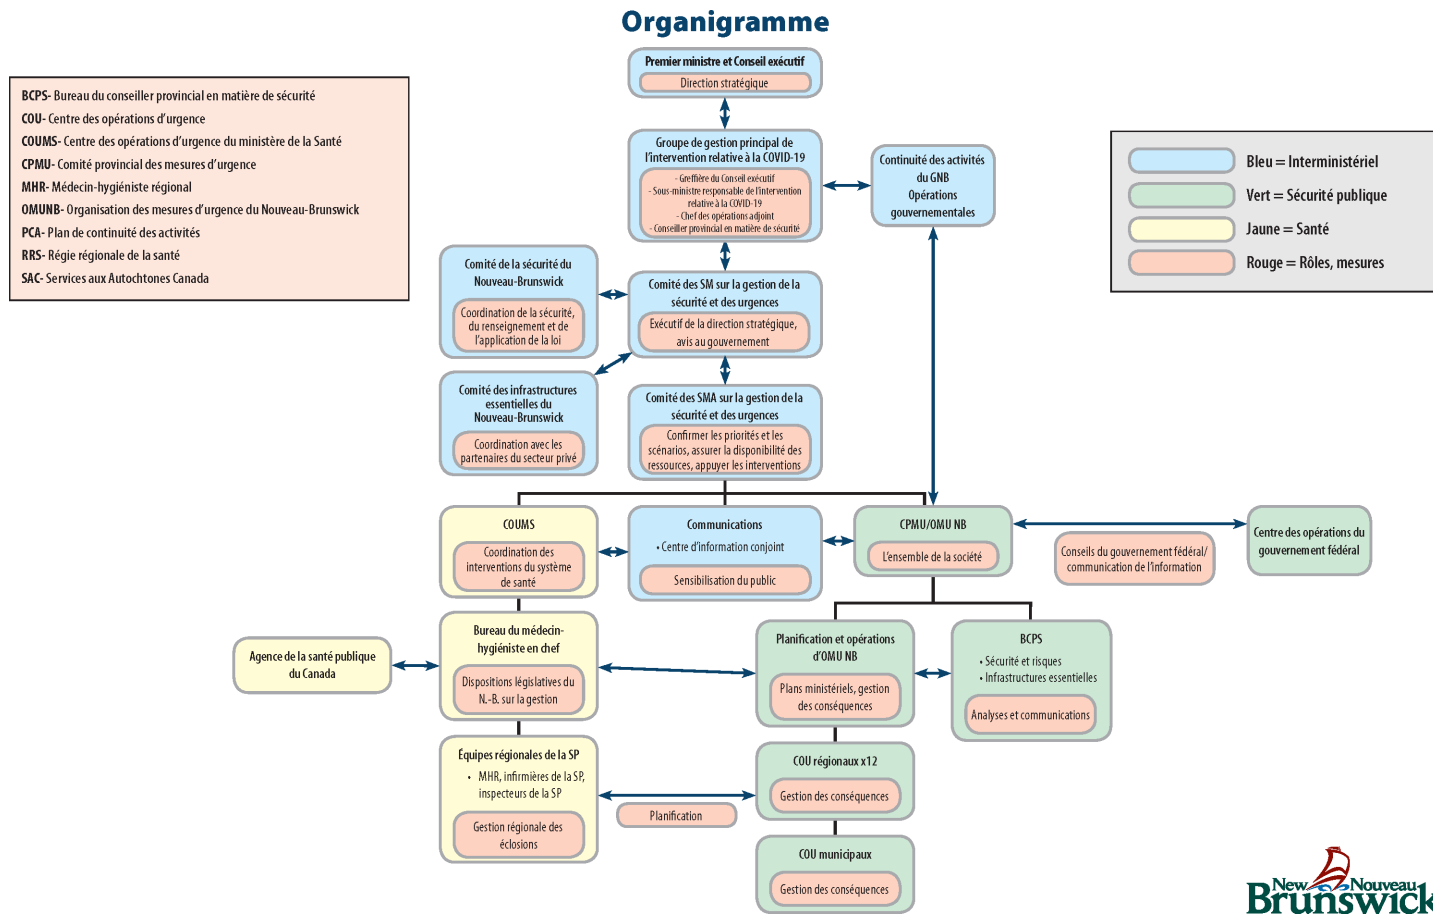 Organigramme
BCPS- Bureau du conseiller provincial en matière de sécurité
COU- Centre des opérations d'urgence
COUMS- Centre des opérations d'urgence du ministère de la Santé
CPMU- Comité provincial des mesures d'urgence
MHR- Médecin-hygiéniste régional
OMUNB- Organisation des mesures d'urgence du Nouveau-Brunswick
PCA- Plan de continuité des activités
RRS- Régie régionale de la santé
SAC- Services aux Autochtones Canada
Premier ministre et Conseil exécutif
Direction stratégique
Groupe de gestion principal de
l'intervention relative à la COVID-19
- Greffière du Conseil exécutif
- Sous-ministre responsable de l'intervention
relative à la COVID-19
- Chef des opérations adjoint
- Conseiller provincial en matière de sécurité
Continuité des activités
du GNB
Opérations
gouvernementales
Bleu = Interministériel
Vert = Sécurité publique
Jaune = Santé
Rouge = Rôles, mesures
Comité de la sécurité du
Nouveau-Brunswick
Coordination de la sécurité,
du renseignement et de
l'application de la loi
Comité des SM sur la gestion de la
sécurité et des urgences
Exécutif de la direction stratégique,
avis au gouvernement
Comité des infrastructures
essentielles du
Nouveau-Brunswick
Coordination avec les
partenaires du secteur privé
Comité des SMA sur la gestion de la
sécurité et des urgences
Confirmer les priorités et les
scénarios, assurer la disponibilité des
ressources, appuyer les interventions
COUMS
Coordination des
interventions du système
de santé
Communications
• Centre d'information conjoint
Sensibilisation du public
CPMU/OMU NB
L'ensemble de la société
Conseils du gouvernement fédéral/
communication de l'information
Centre des opérations du
gouvernement fédéral
Agence de la santé publique
du Canada
Bureau du médecin-
hygiéniste en chef
Dispositions législatives du
N.-B. sur la gestion
Planification et opérations
d'OMU NB
Plans ministériels, gestion
des conséquences
BCPS
• Sécurité et risques
• Infrastructures essentielles
Analyses et communications
Équipes régionales de la SP
• MHR, infirmières de la SP,
inspecteurs de la SP
Gestion régionale des
éclosions
Planification
COU régionaux x12
Gestion des conséquences
COU municipaux
Gestion des conséquences
New Nouveau
Brunswick